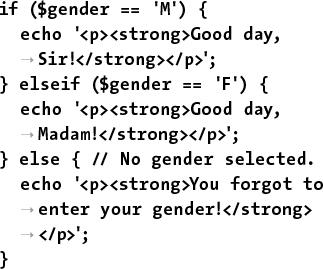 if ($gender == 'M') {
echo '<p><strong>Good day,
→ Sir!</strong></p>';
} elseif ($gender == 'F') {
echo '<p><strong>Good day,
→ Madam!</strong></p>';
} else { // No gender selected.
echo '<p><strong>You forgot to
→ enter your gender!</strong>
→ </p>';
}